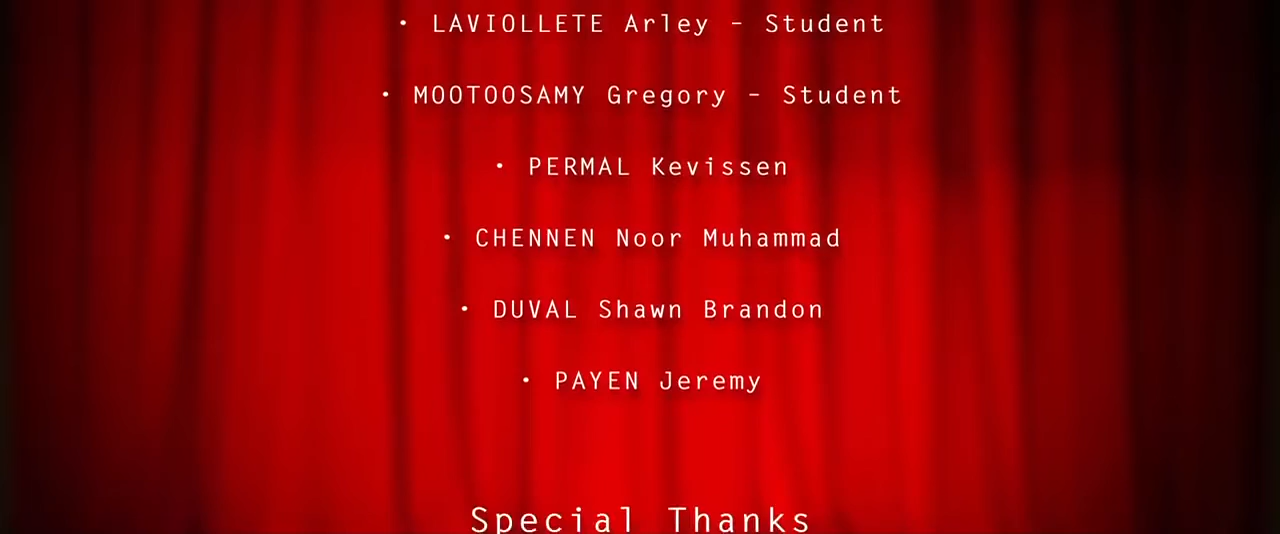 • LAVIOLLETE Arley - Student
• MOOTOOSAMY Gregory - Student
• PERMAL Kevissen
• CHENNEN Noor Muhammad
• DUVAL Shawn Brandon
• PAYEN Jeremy
Special Thanks